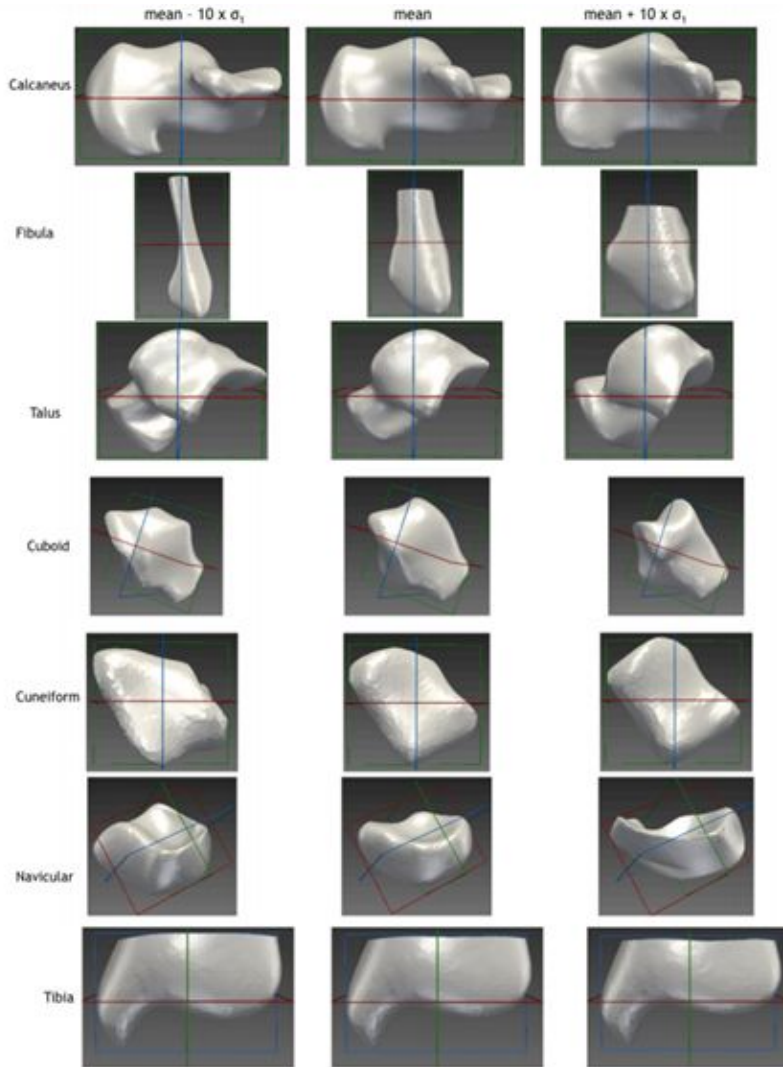 mean – 10 x σ₁ mean mean + 10 x σ₁
Calcaneus
Fibula
Talus
Cuboid
Cuneiform
Navicular
Tibia